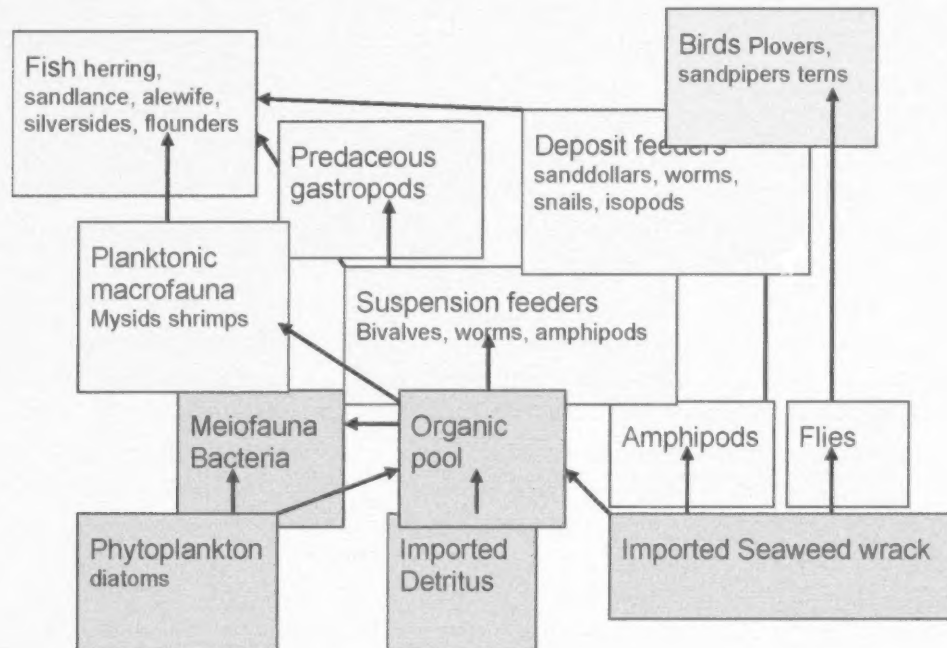 Fish herring,
sandlance, alewife,
silversides, flounders
Birds Plovers,
sandpipers terns
Predaceous
gastropods
Deposit feeders
sanddollars, worms,
snails, isopods
Planktonic
macrofauna
Mysids shrimps
Suspension feeders
Bivalves, worms, amphipods
Meiofauna
Bacteria
Organic
pool
Amphipods
Flies
Phytoplankton
diatoms
Imported
Detritus
Imported Seaweed wrack